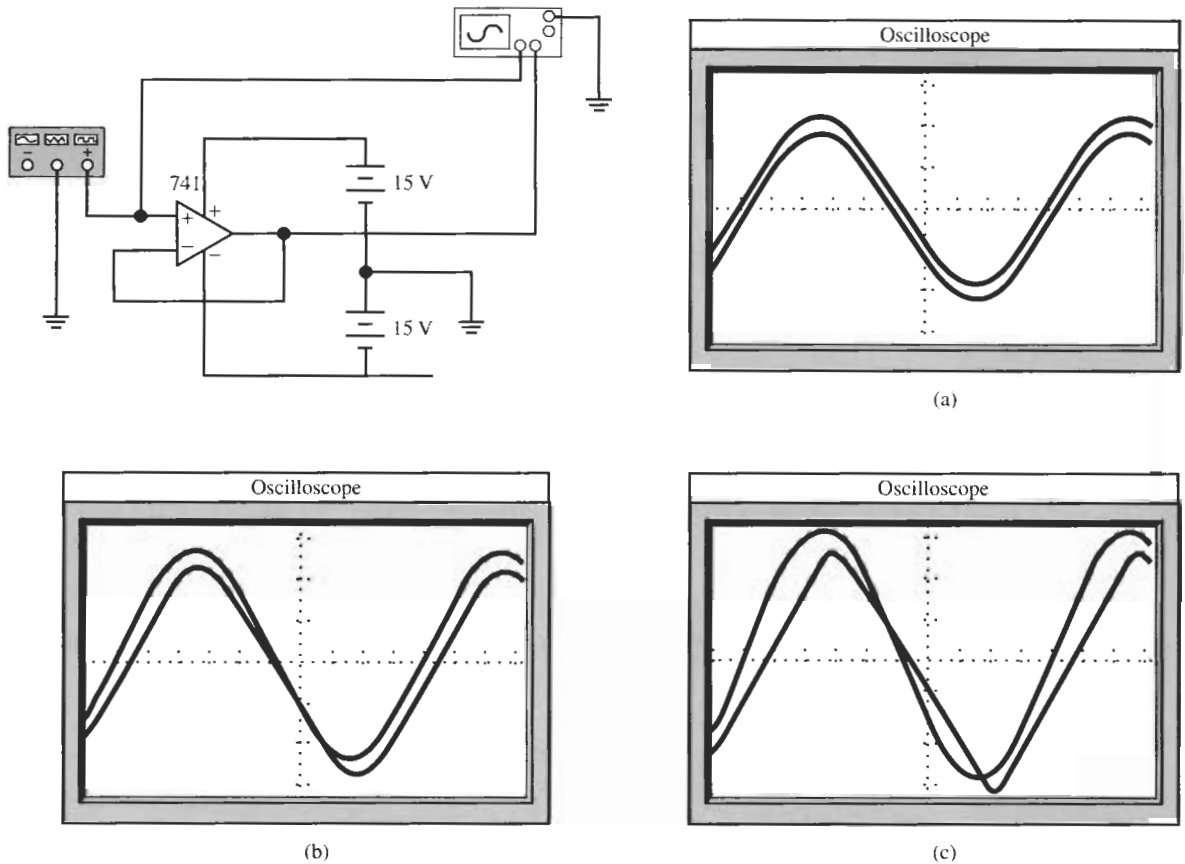 Oscilloscope
741
+
−
+
−
− +
15 V
15 V
(a)
Oscilloscope
(b)
Oscilloscope
(c)